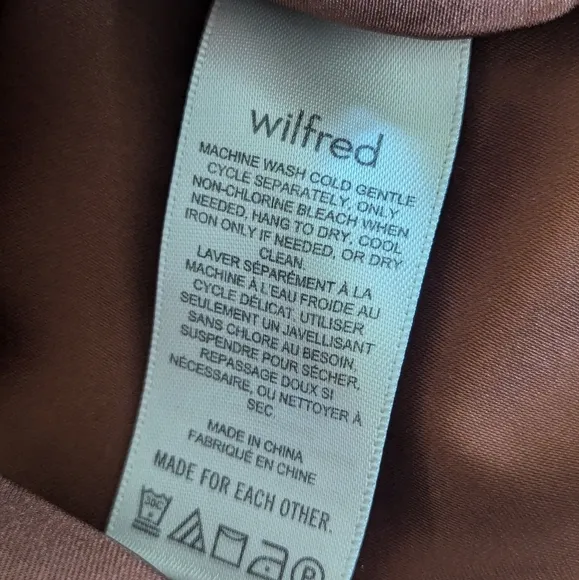 wilfred
MACHINE WASH COLD GENTLE
CYCLE SEPARATELY, ONLY
NON-CHLORINE BLEACH WHEN
NEEDED, HANG TO DRY, COOL
IRON ONLY IF NEEDED, OR DRY
CLEAN.
LAVER SÉPARÉMENT À LA
MACHINE À L'EAU FROIDE AU
CYCLE DÉLICAT. UTILISER
SEULEMENT UN JAVELLISANT
SANS CHLORE AU BESOIN.
SUSPENDRE POUR SÉCHER.
REPASSAGE DOUX SI
NÉCESSAIRE, OU NETTOYER À
SEC.
MADE IN CHINA
FABRIQUÉ EN CHINE
MADE FOR EACH OTHER.
30C P